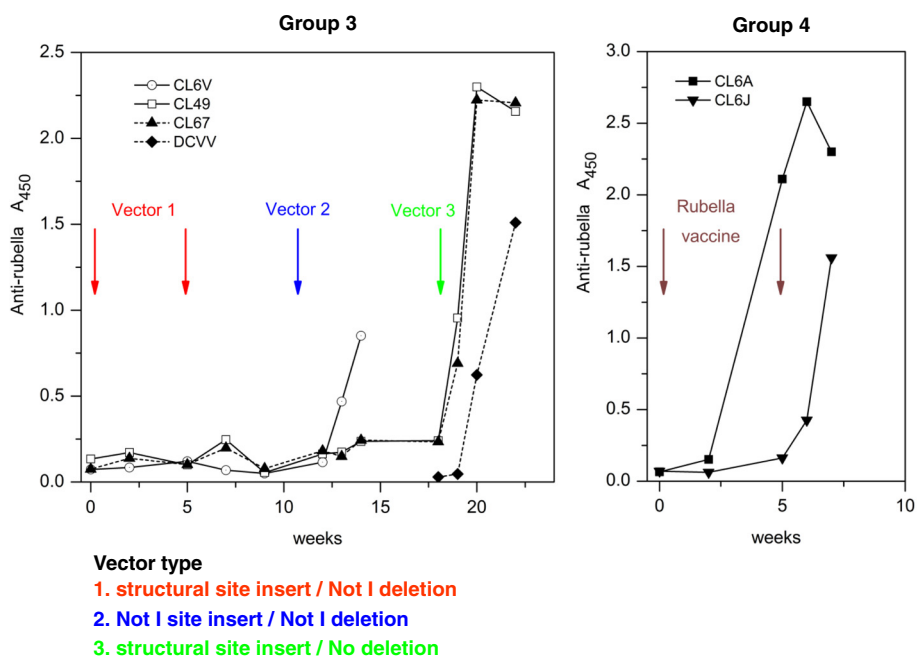 Group 3
Anti-rubella A450
2.5
2.0
1.5
1.0
0.5
0.0
CL6V
CL49
CL67
DCVV
Vector 1
Vector 2
Vector 3
0
5
10
15
20
weeks
Group 4
Anti-rubella A450
3.0
2.5
2.0
1.5
1.0
0.5
0.0
CL6A
CL6J
Rubella
vaccine
0
5
10
weeks
Vector type
1. structural site insert / Not I deletion
2. Not I site insert / Not I deletion
3. structural site insert / No deletion